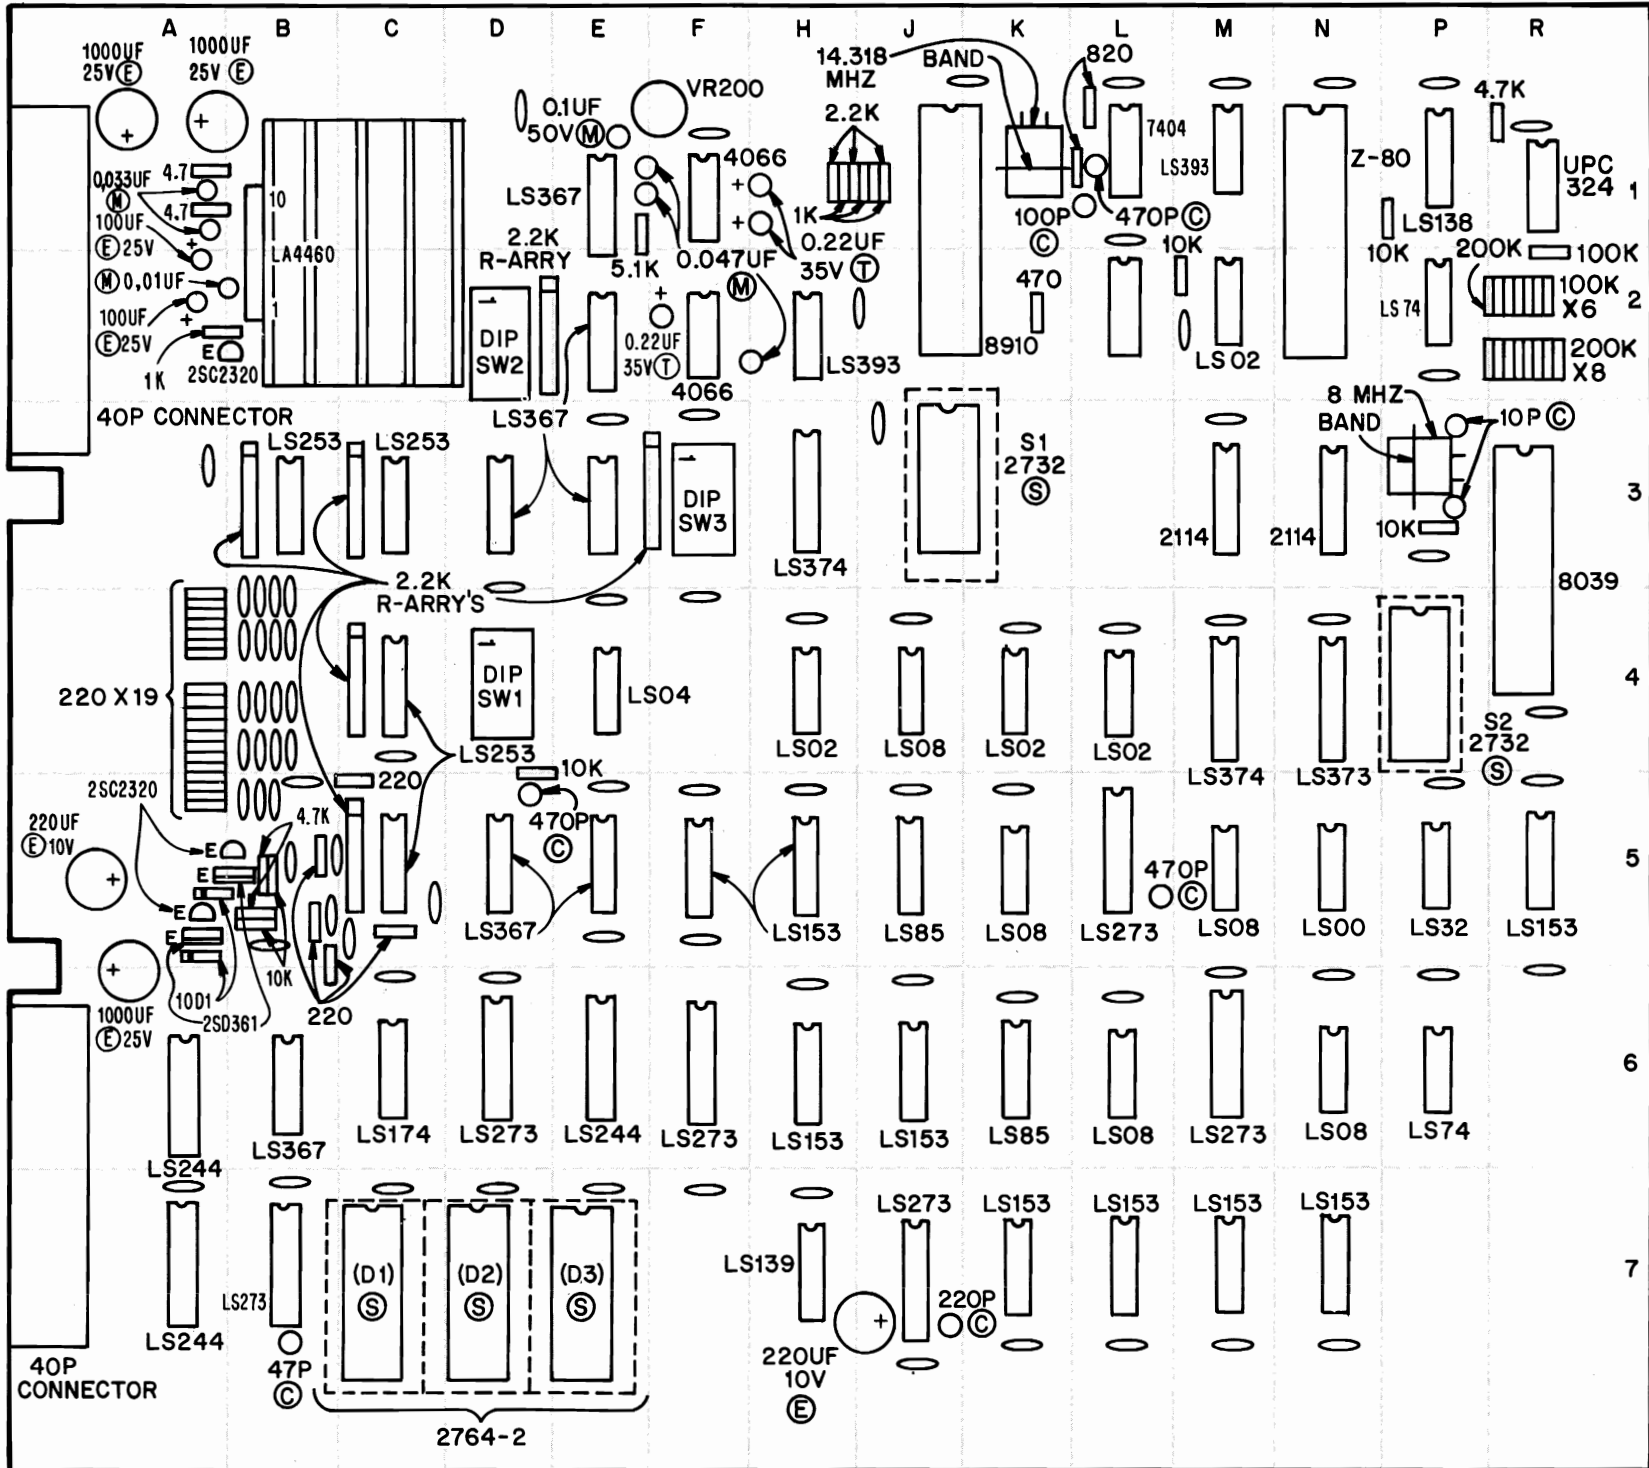 A B C D E F H J K L M N P R
1000UF
25V Ⓔ
1000UF
25V Ⓔ
+
+
0.1UF
50V Ⓜ
VR200
14.318
MHZ
BAND
820
2.2K
4.7K
4.7
0,033UF
Ⓜ
4.7
100UF
Ⓔ 25V
+
Ⓜ 0,01UF
100UF
Ⓔ 25V
+
1K
E
2SC2320
10
LA4460
1
LS367
2.2K
R-ARRY
5.1K
4066
+
+
0.047UF
Ⓜ
1K
0.22UF
35V Ⓣ
100P
Ⓒ
470P Ⓒ
7404
LS393
10K
Z-80
LS138
10K
200K
UPC
324
100K
1
DIP
SW2
+
0.22UF
35V Ⓣ
4066
LS393
8910
470
LS02
LS74
100K
X6
200K
X8
2
40P CONNECTOR
LS253
LS253
LS367
DIP
SW3
LS374
S1
2732
Ⓢ
2114
2114
8 MHZ
BAND
10P Ⓒ
10K
8039
3
2.2K
R-ARRY'S
220 X19
DIP
SW1
LS253
LS04
LS02
LS08
LS02
LS02
LS374
LS373
S2
2732
Ⓢ
4
2SC2320
220
10K
470P
Ⓒ
220UF
Ⓔ 10V
+
4.7K
E
E
E
E
10K
10D1
2SD361
220
LS367
LS153
LS85
LS08
LS273
470P
Ⓒ
LS08
LS00
LS32
LS153
5
+
1000UF
Ⓔ 25V
LS244
LS367
LS174
LS273
LS244
LS273
LS153
LS153
LS85
LS08
LS273
LS08
LS74
6
LS244
LS273
47P
Ⓒ
(D1)
Ⓢ
(D2)
Ⓢ
(D3)
Ⓢ
2764-2
LS139
LS273
LS153
LS153
LS153
LS153
+
220P
Ⓒ
220UF
10V
Ⓔ
7
40P
CONNECTOR